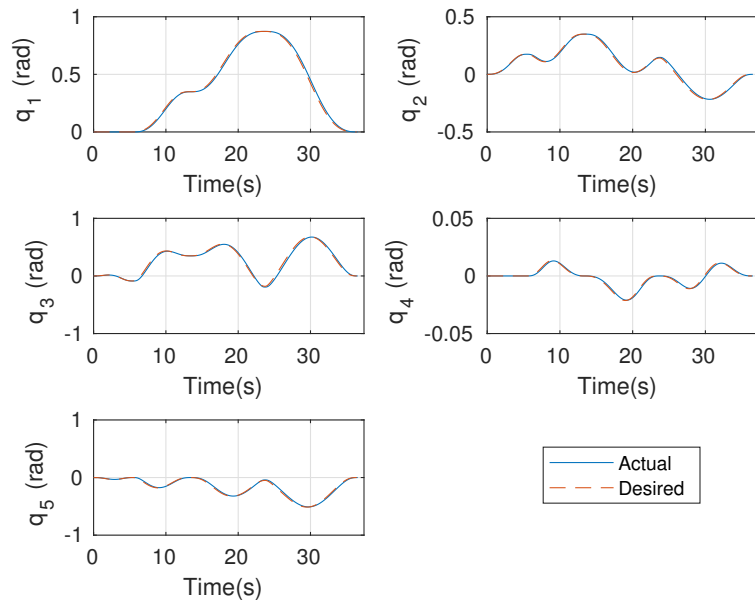 1
0.5
0
q1 (rad)
0 10 20 30
Time(s)
0.5
0
-0.5
q2 (rad)
0 10 20 30
Time(s)
1
0
-1
q3 (rad)
0 10 20 30
Time(s)
0.05
0
-0.05
q4 (rad)
0 10 20 30
Time(s)
1
0
-1
q5 (rad)
0 10 20 30
Time(s)
Actual
Desired